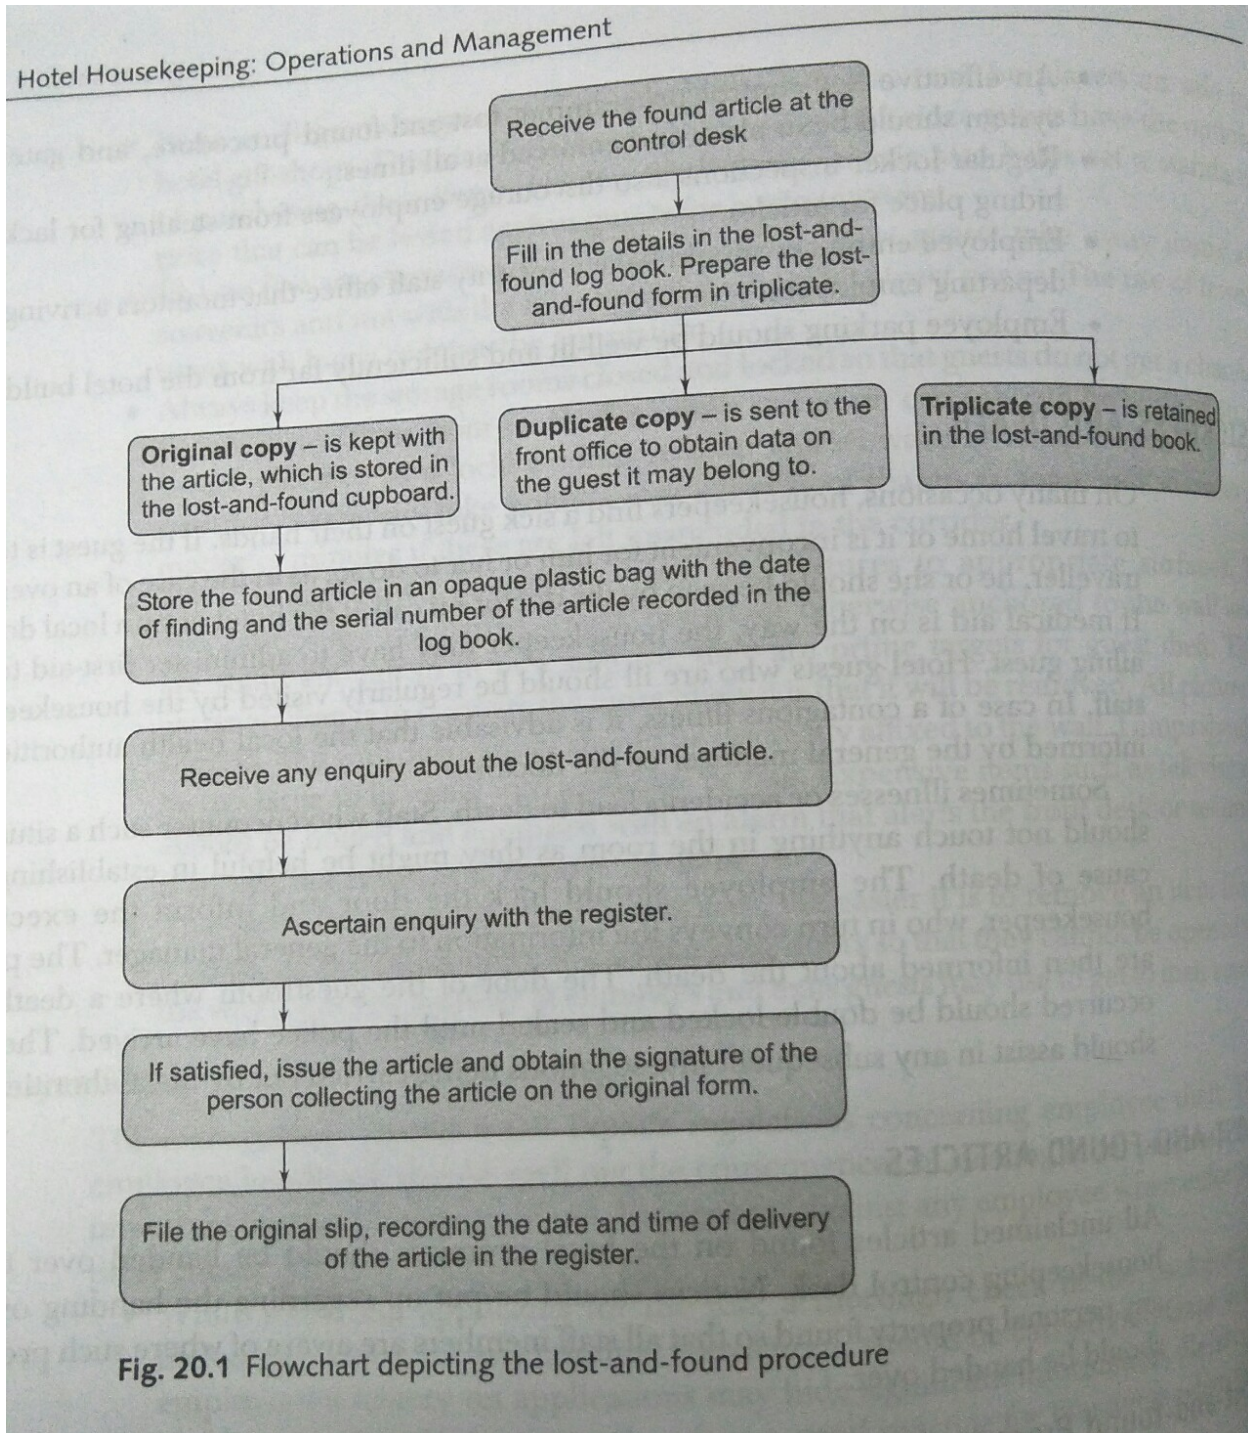 Hotel Housekeeping: Operations and Management
Receive the found article at the
control desk
Fill in the details in the lost-and-
found log book. Prepare the lost-
and-found form in triplicate.
Original copy – is kept with
the article, which is stored in
the lost-and-found cupboard.
Duplicate copy – is sent to the
front office to obtain data on
the guest it may belong to.
Triplicate copy – is retained
in the lost-and-found book.
Store the found article in an opaque plastic bag with the date
of finding and the serial number of the article recorded in the
log book.
Receive any enquiry about the lost-and-found article.
Ascertain enquiry with the register.
If satisfied, issue the article and obtain the signature of the
person collecting the article on the original form.
File the original slip, recording the date and time of delivery
of the article in the register.
Fig. 20.1 Flowchart depicting the lost-and-found procedure